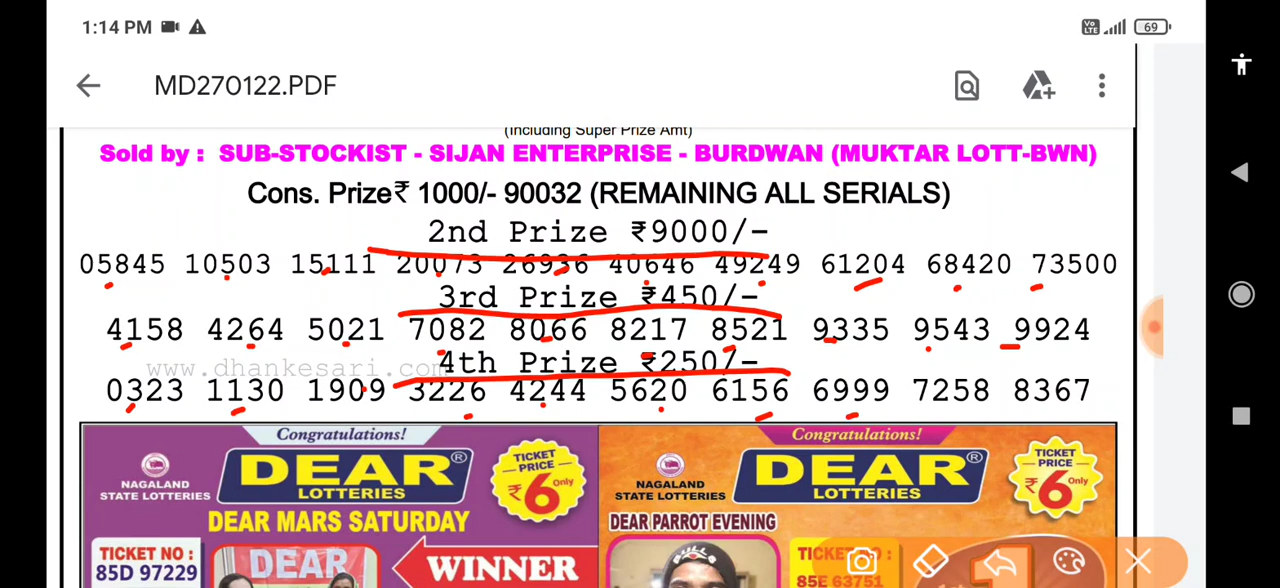 1:14 PM
Vo LTE 69
MD270122.PDF
(Including Super Prize Amt)
Sold by : SUB-STOCKIST - SIJAN ENTERPRISE - BURDWAN (MUKTAR LOTT-BWN)
Cons. Prize ₹ 1000/- 90032 (REMAINING ALL SERIALS)
2nd Prize ₹9000/-
05845 10503 15111 20073 26936 40646 49249 61204 68420 73500
3rd Prize ₹450/-
4158 4264 5021 7082 8066 8217 8521 9335 9543 9924
www.dhankesari.com
4th Prize ₹250/-
0323 1130 1909 3226 4244 5620 6156 6999 7258 8367
Congratulations!
NAGALAND STATE LOTTERIES
DEAR®
LOTTERIES
TICKET PRICE ₹6 Only
DEAR MARS SATURDAY
TICKET NO :
85D 97229
DEAR
WINNER
Congratulations!
NAGALAND STATE LOTTERIES
DEAR®
LOTTERIES
TICKET PRICE ₹6 Only
DEAR PARROT EVENING
85E 63751